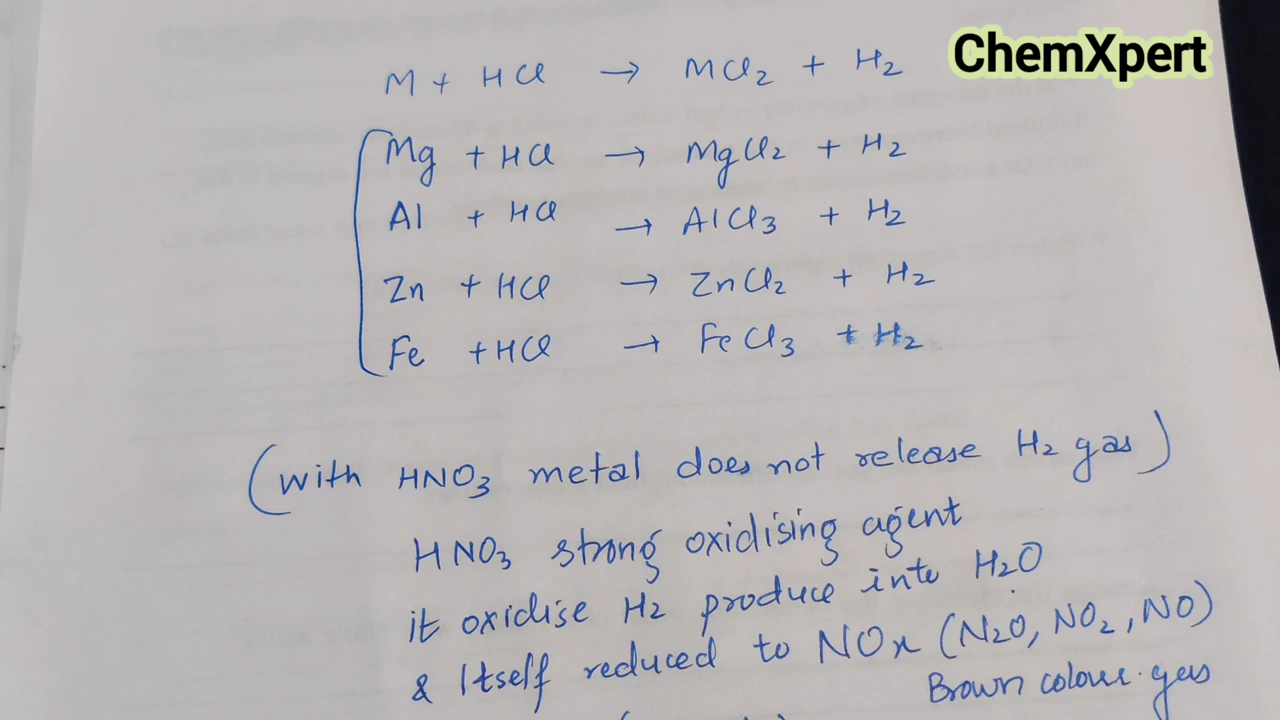 ChemXpert
M + HCl → MCl2 + H2
Mg + HCl → MgCl2 + H2
Al + HCl → AlCl3 + H2
Zn + HCl → ZnCl2 + H2
Fe + HCl → FeCl3 + H2
(with HNO3 metal does not release H2 gas)
HNO3 strong oxidising agent
it oxidise H2 produce into H2O
& Itself reduced to NOx (N2O, NO2, NO)
Brown colour gas